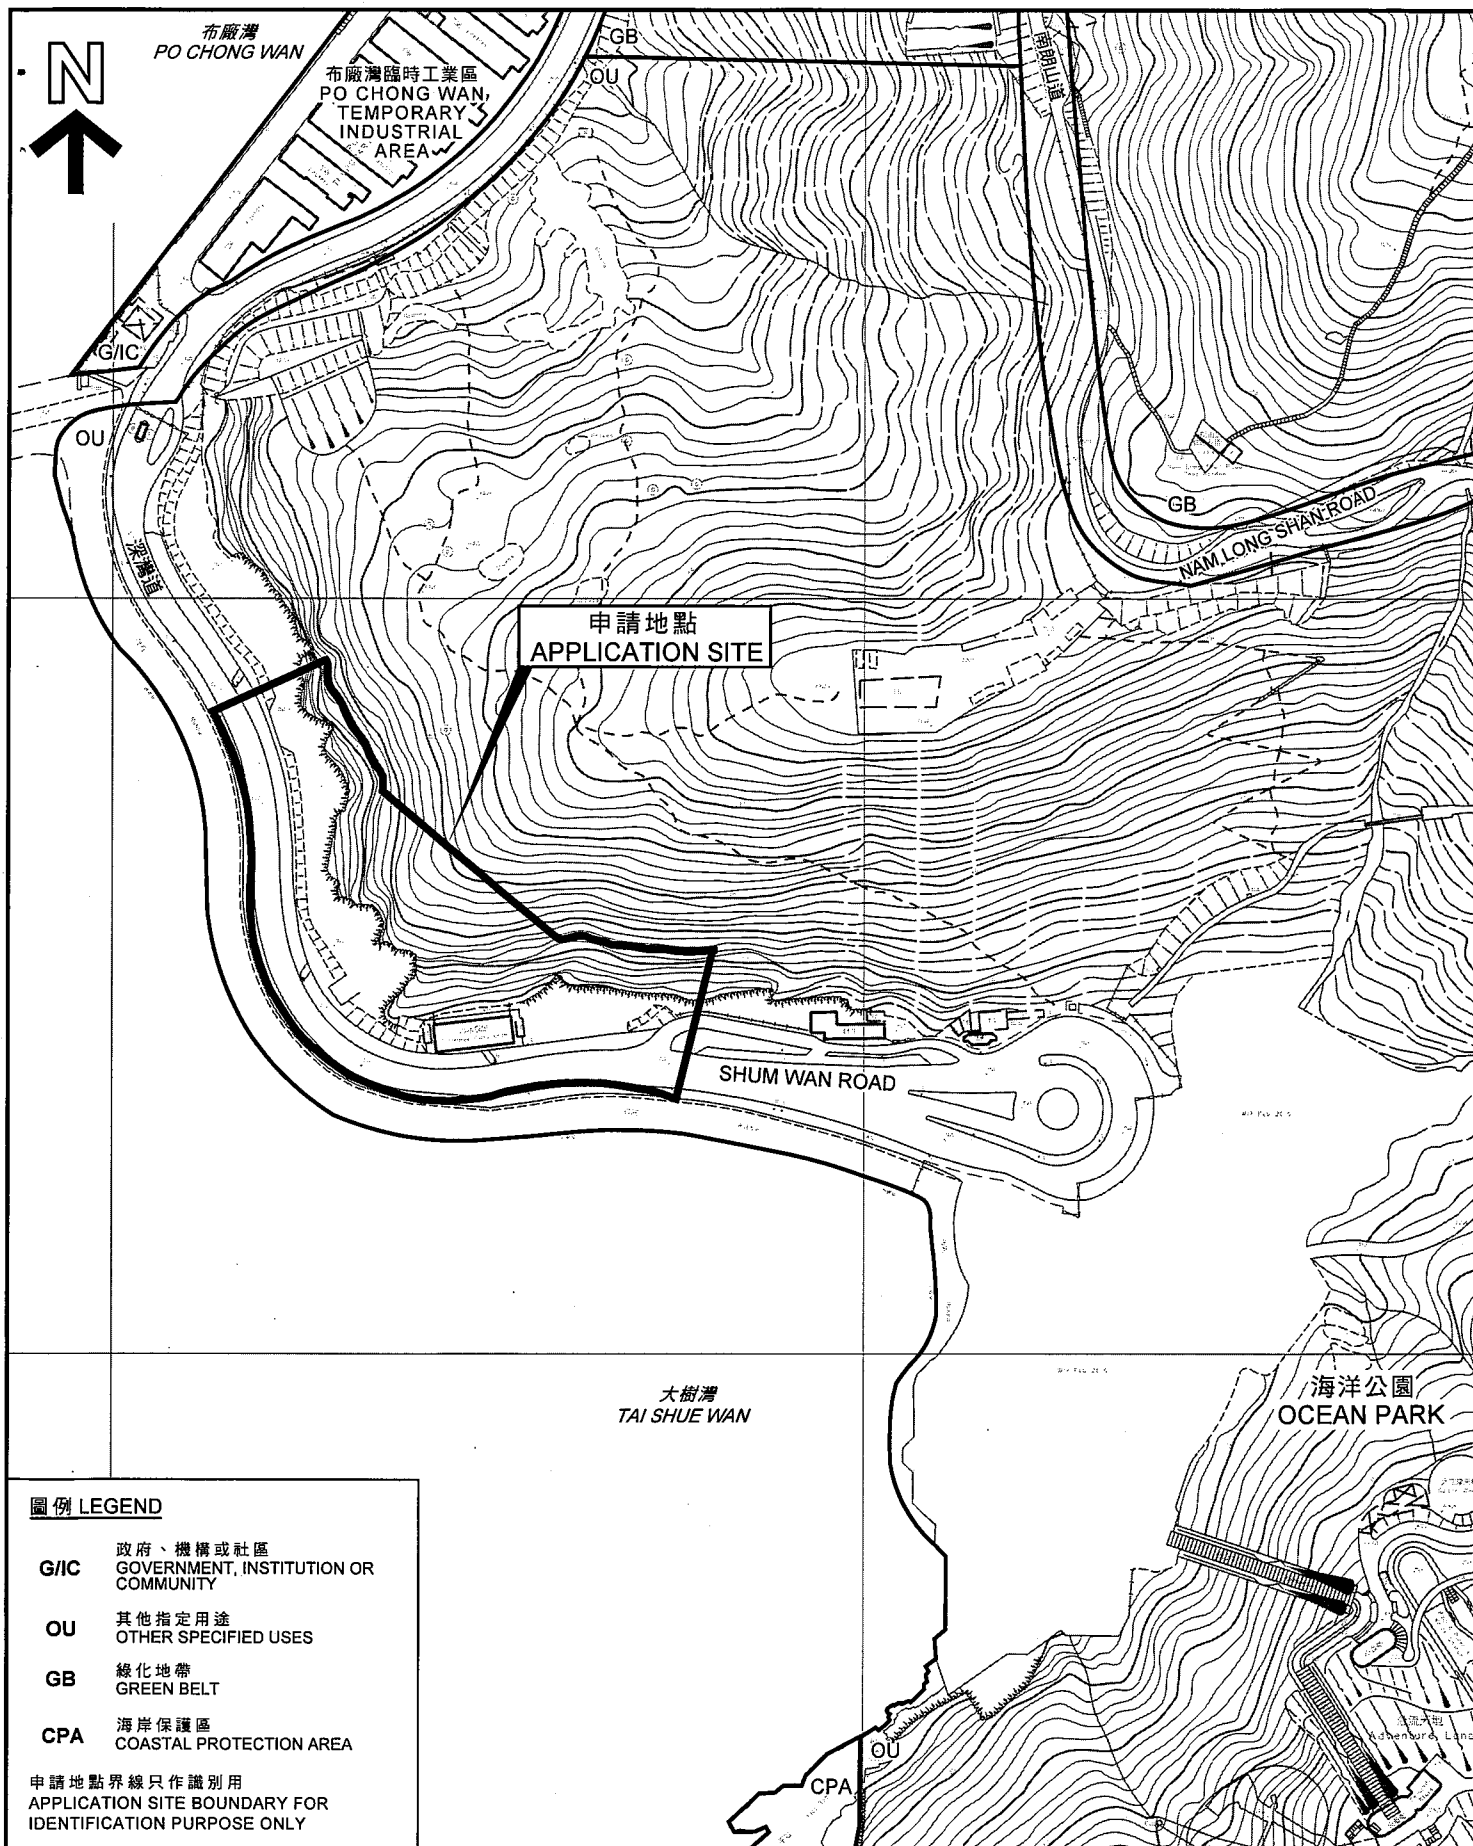 布廠灣
PO CHONG WAN
N
布廠灣臨時工業區
PO CHONG WAN
TEMPORARY
INDUSTRIAL
AREA
GB
OU
南朗山道
G/IC
OU
深灣道
GB
NAM LONG SHAN ROAD
申請地點
APPLICATION SITE
SHUM WAN ROAD
大樹灣
TAI SHUE WAN
海洋公園
OCEAN PARK
Adventure Land
OU
CPA
圖例 LEGEND
G/IC 政府、機構或社區
GOVERNMENT, INSTITUTION OR
COMMUNITY
OU 其他指定用途
OTHER SPECIFIED USES
GB 綠化地帶
GREEN BELT
CPA 海岸保護區
COASTAL PROTECTION AREA
申請地點界線只作識別用
APPLICATION SITE BOUNDARY FOR
IDENTIFICATION PURPOSE ONLY